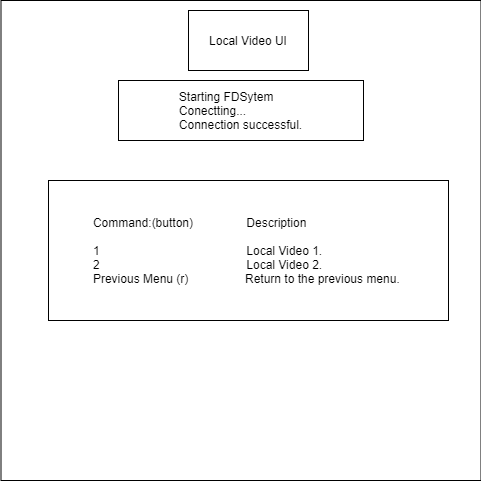 Local Video UI
Starting FDSytem
Conectting...
Connection successful.
Command:(button) Description
1 Local Video 1.
2 Local Video 2.
Previous Menu (r) Return to the previous menu.